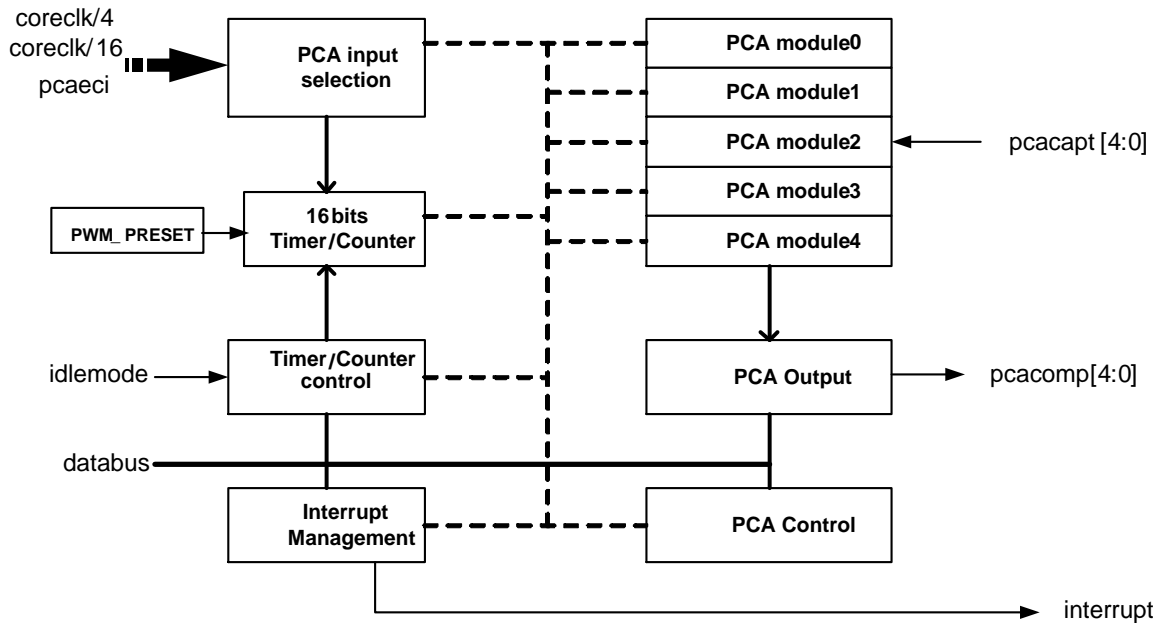 coreclk/4
coreclk/16
pcaeci
PCA input
selection
PCA module0
PCA module1
PCA module2
PCA module3
PCA module4
pcacapt [4:0]
PWM_ PRESET
16bits
Timer/Counter
idlemode
Timer/Counter
control
PCA Output
pcacomp[4:0]
databus
Interrupt
Management
PCA Control
interrupt